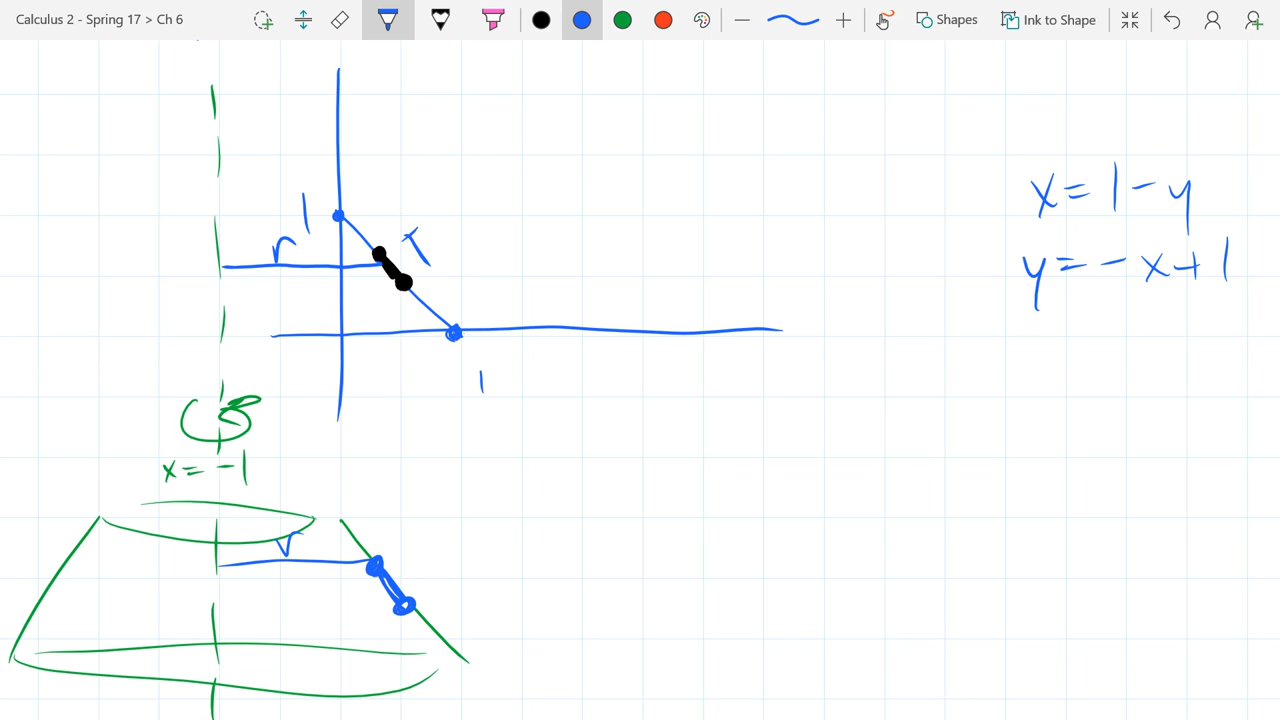 Calculus 2 - Spring 17 > Ch 6
Shapes
Ink to Shape
1
r
x = 1 - y
y = - x + 1
1
x = -1
r